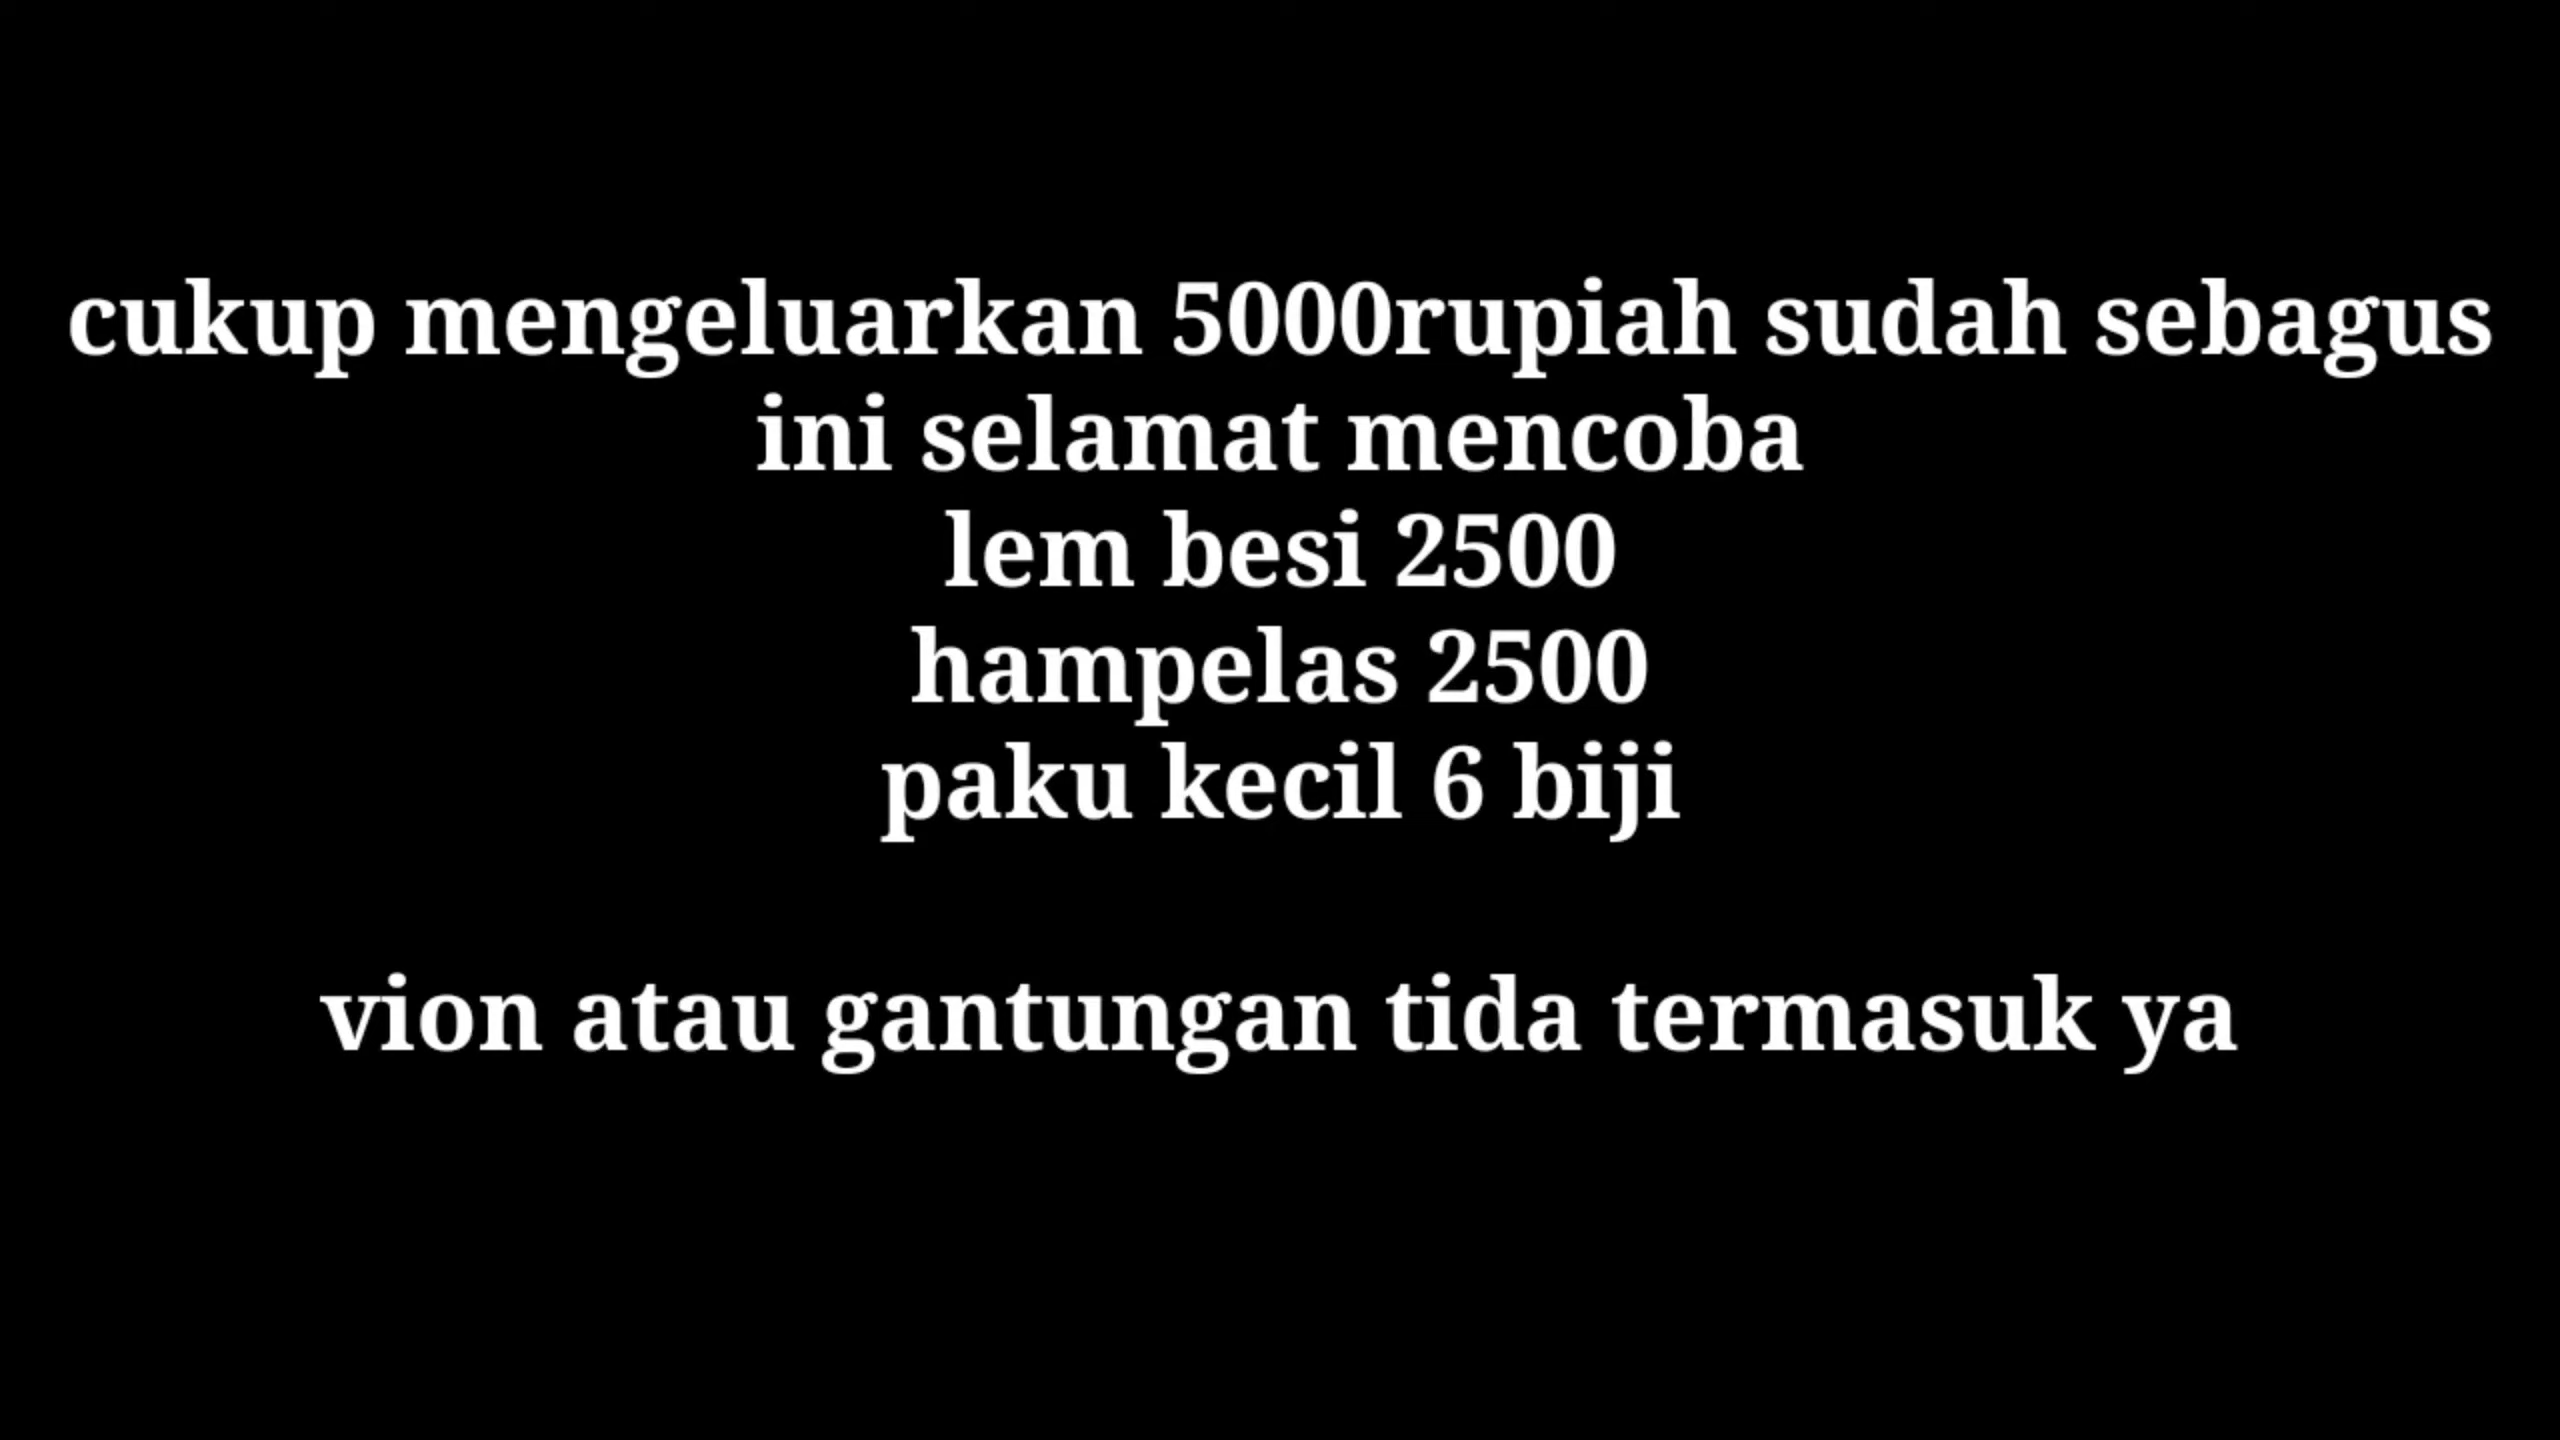 cukup mengeluarkan 5000rupiah sudah sebagus
ini selamat mencoba
lem besi 2500
hampelas 2500
paku kecil 6 biji
vion atau gantungan tida termasuk ya